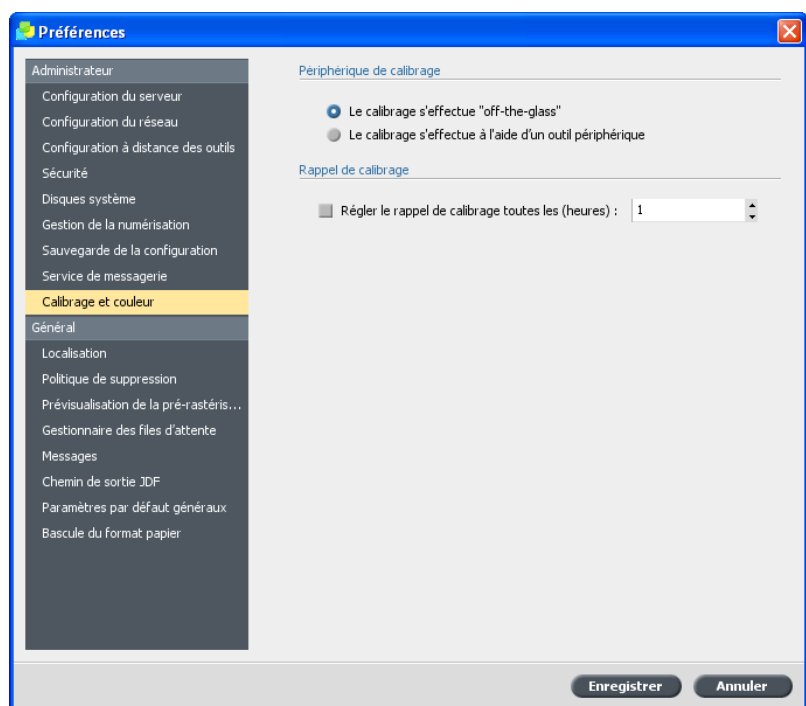 Préférences
Administrateur
Configuration du serveur
Configuration du réseau
Configuration à distance des outils
Sécurité
Disques système
Gestion de la numérisation
Sauvegarde de la configuration
Service de messagerie
Calibrage et couleur
Général
Localisation
Politique de suppression
Prévisualisation de la pré-rastéris...
Gestionnaire des files d'attente
Messages
Chemin de sortie JDF
Paramètres par défaut généraux
Bascule du format papier
Périphérique de calibrage
Le calibrage s'effectue "off-the-glass"
Le calibrage s'effectue à l'aide d'un outil périphérique
Rappel de calibrage
Régler le rappel de calibrage toutes les (heures) : 1
Enregistrer Annuler